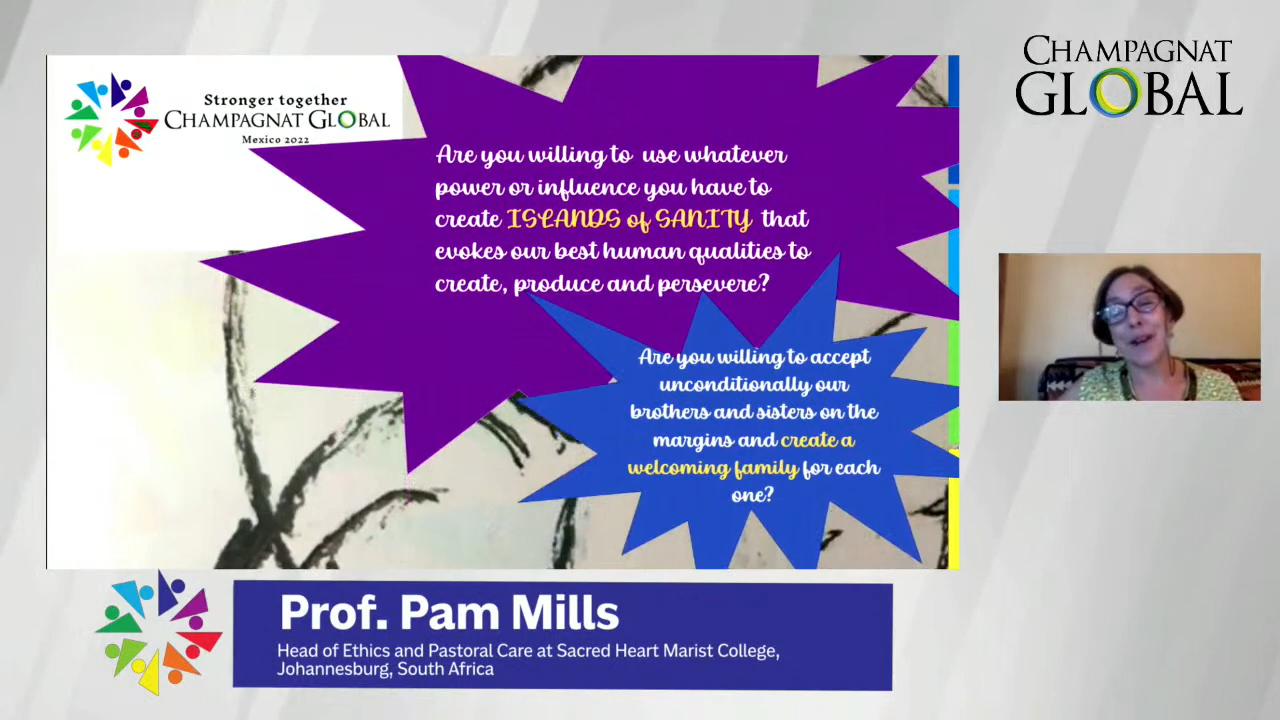 CHAMPAGNAT
GLOBAL
Stronger together
CHAMPAGNAT GLOBAL
Mexico 2022
Are you willing to use whatever
power or influence you have to
create ISLANDS of SANITY that
evokes our best human qualities to
create, produce and persevere?
Are you willing to accept
unconditionally our
brothers and sisters on the
margins and create a
welcoming family for each
one?
Prof. Pam Mills
Head of Ethics and Pastoral Care at Sacred Heart Marist College,
Johannesburg, South Africa